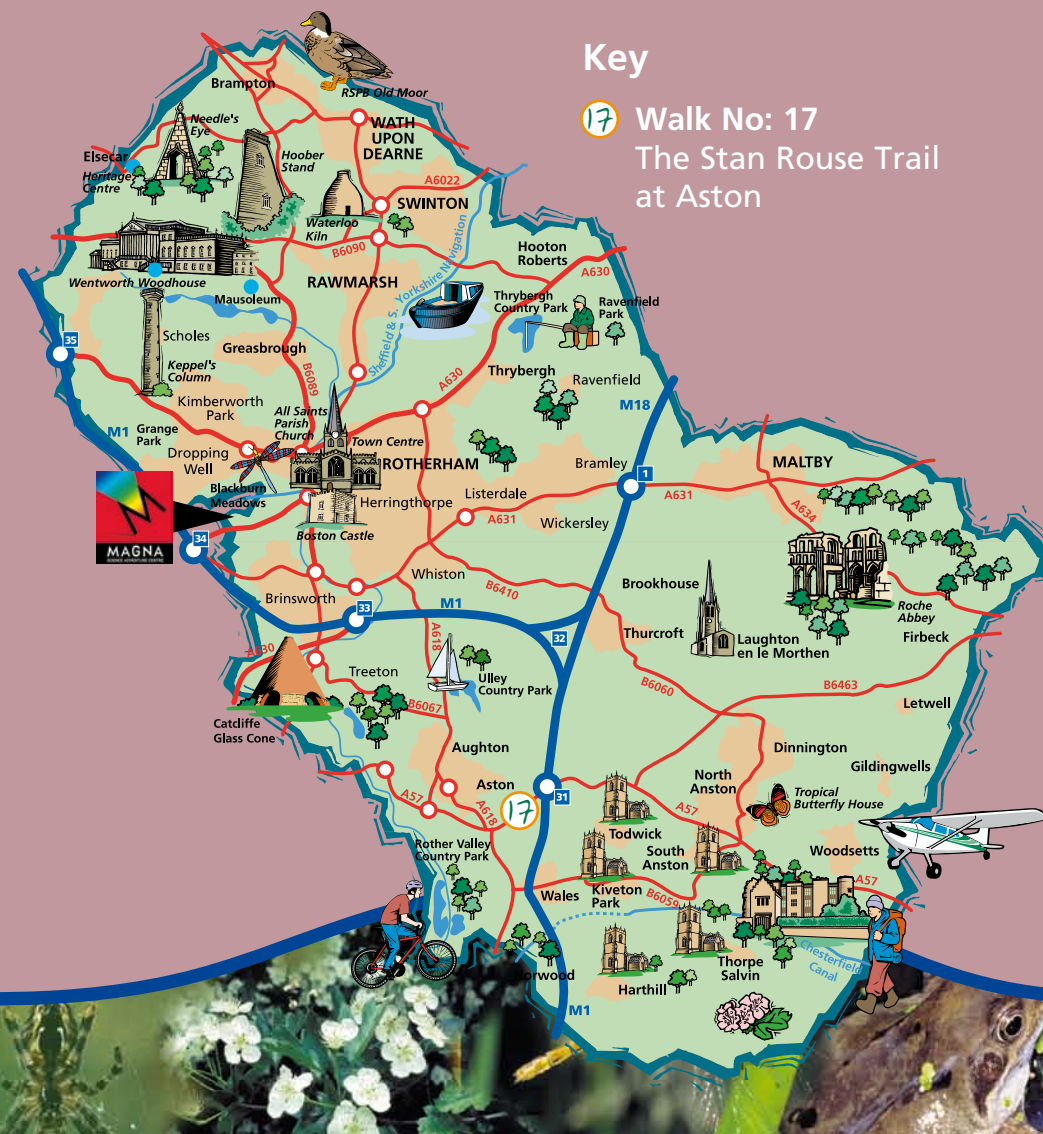 Key
17
Walk No: 17
The Stan Rouse Trail
at Aston
Brampton
RSPB Old Moor
Needle's
Eye
WATH
UPON
DEARNE
Elsecar
Heritage
Centre
Hoober
Stand
A6022
SWINTON
Waterloo
Kiln
B6090
Hooton
Roberts
A630
Wentworth Woodhouse
RAWMARSH
Mausoleum
Sheffield & S. Yorkshire Navigation
Thrybergh
Country Park
Ravenfield
Park
35
Scholes
Greasbrough
Keppel's
Column
B6089
A630
Thrybergh
Ravenfield
M18
Kimberworth
Park
All Saints
Parish
Church
M1
Grange
Park
Town Centre
Dropping
Well
ROTHERHAM
Bramley
1
MALTBY
Blackburn
Meadows
Herringthorpe
Listerdale
A631
A631
A634
Wickersley
Boston Castle
MAGNA
SCIENCE ADVENTURE CENTRE
34
Whiston
B6410
Brookhouse
Brinsworth
M1
33
Roche
Abbey
32
Thurcroft
Laughton
en le Morthen
Firbeck
A618
A630
Treeton
Ulley
Country Park
B6060
B6463
B6067
Letwell
Catcliffe
Glass Cone
Aughton
Dinnington
Gildingwells
Aston
31
North
Anston
A57
A618
17
A57
Tropical
Butterfly House
Todwick
Rother Valley
Country Park
South
Anston
Woodsetts
Wales
Kiveton
Park
B6059
A57
Norwood
Thorpe
Salvin
Chesterfield
Canal
Harthill
M1